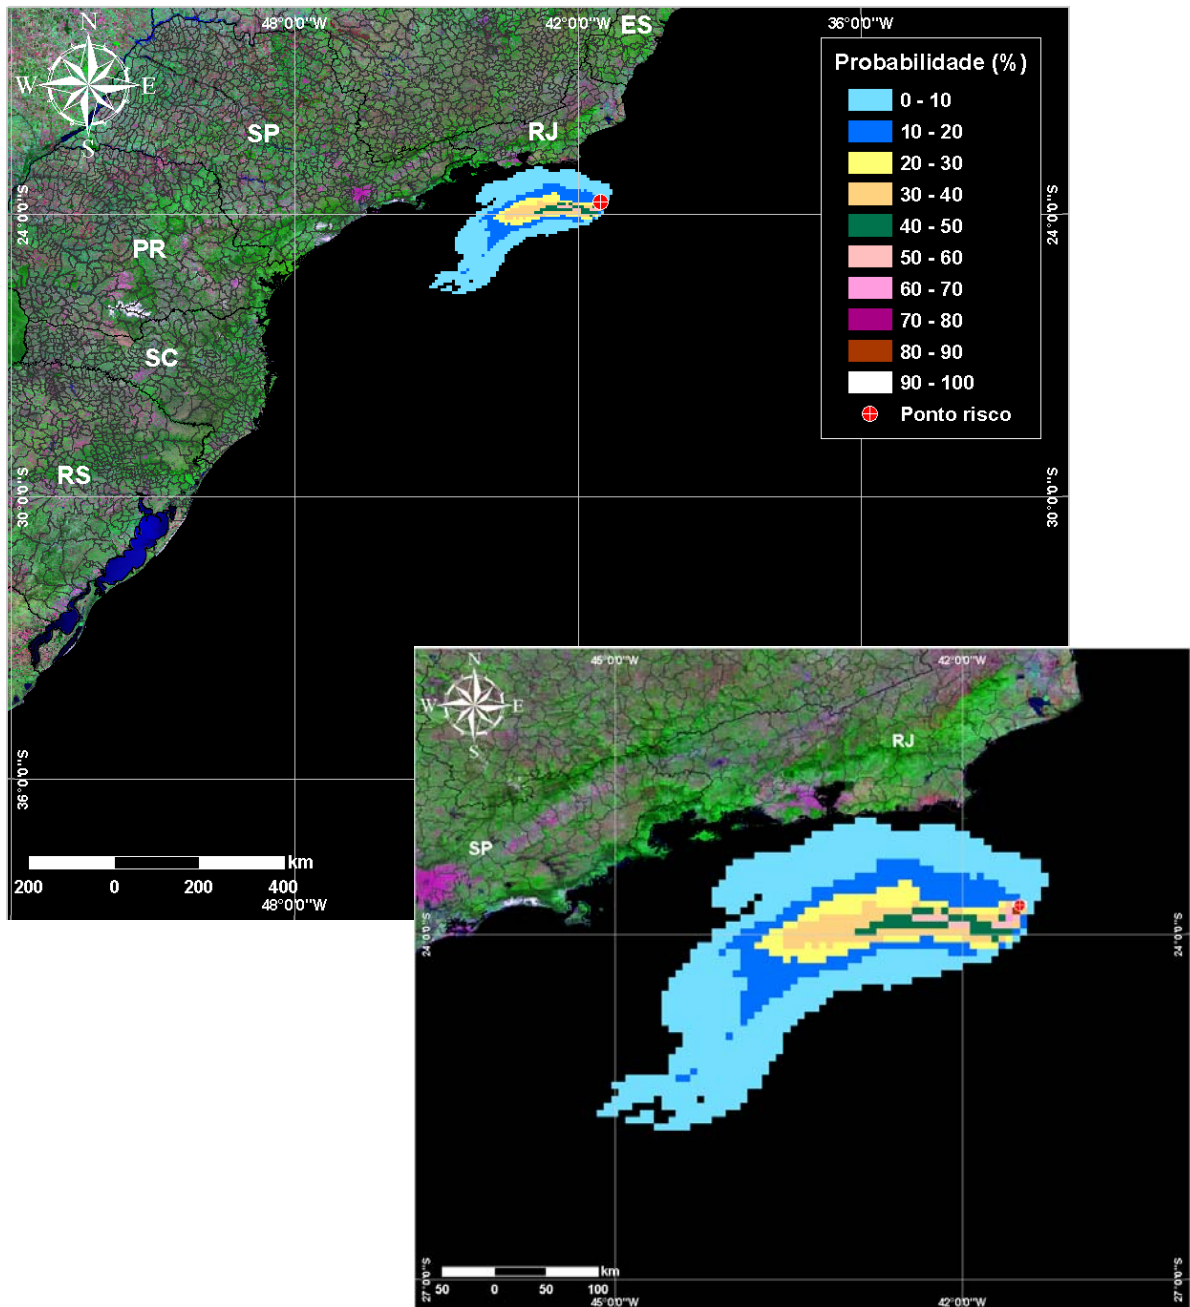 48°0'0"W
42°0'0"W
36°0'0"W
N
W
E
S
ES
SP
RJ
PR
SC
RS
24°0'0"S
24°0'0"S
30°0'0"S
30°0'0"S
36°0'0"S
Probabilidade (%)
0 - 10
10 - 20
20 - 30
30 - 40
40 - 50
50 - 60
60 - 70
70 - 80
80 - 90
90 - 100
Ponto risco
km
200 0 200 400
48°0'0"W
45°0'0"W
42°0'0"W
N
W
E
S
RJ
SP
24°0'0"S
24°0'0"S
27°0'0"S
27°0'0"S
km
50 0 50 100
45°0'0"W
42°0'0"W